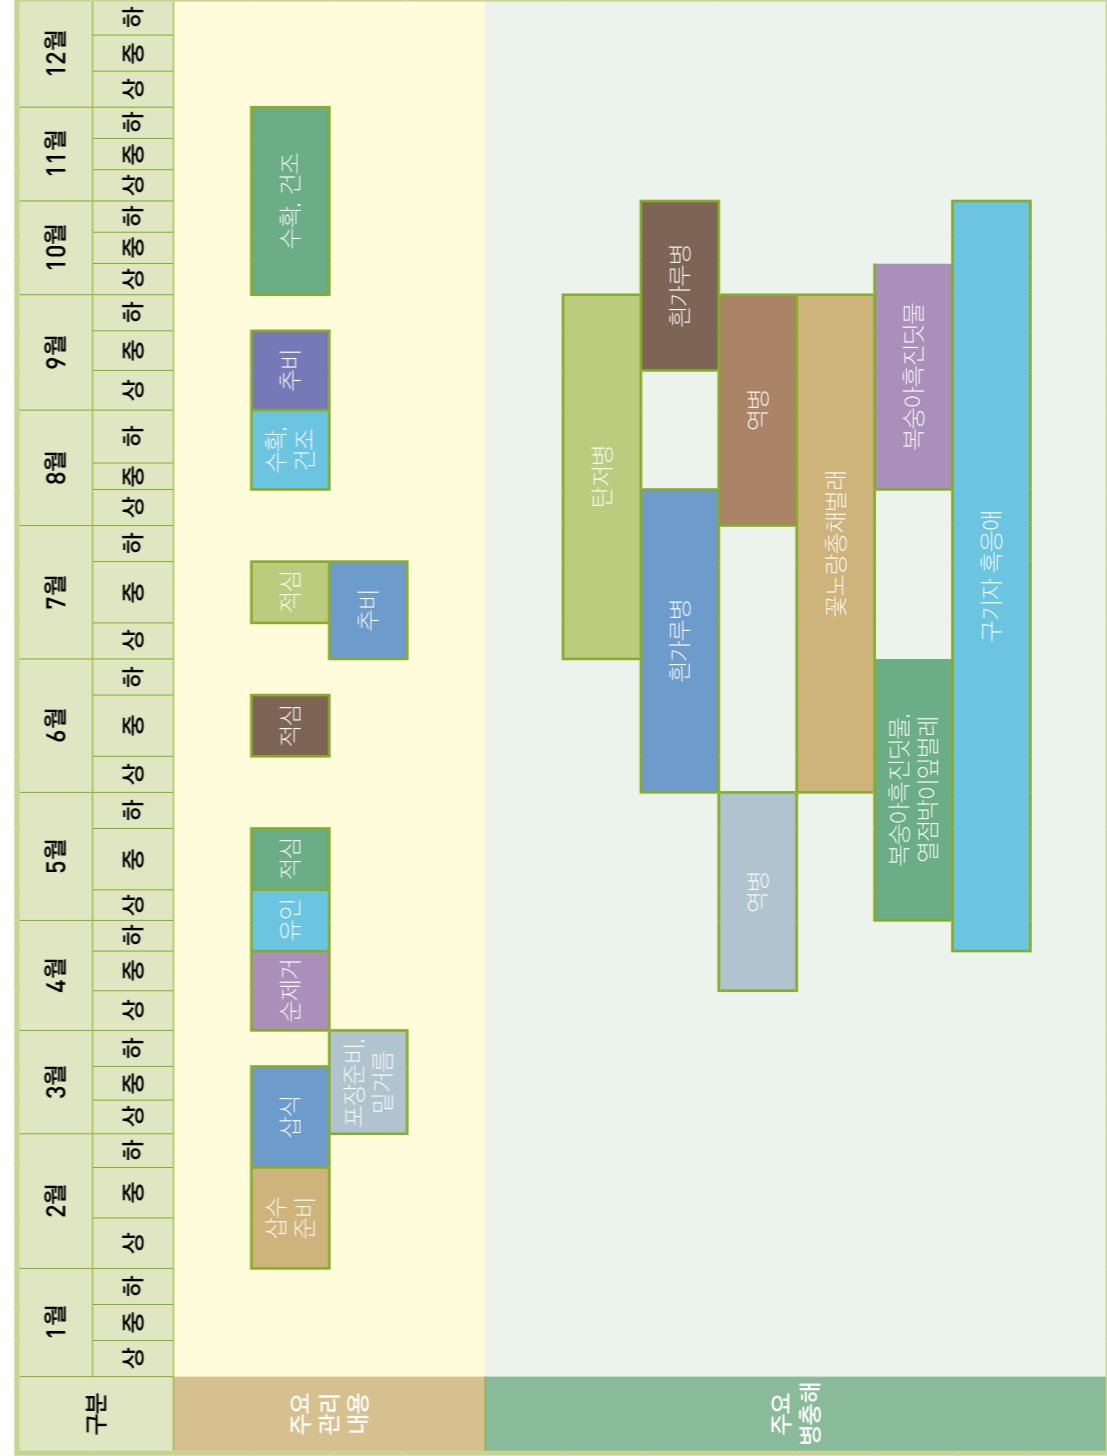 구분
1월
2월
3월
4월
5월
6월
7월
8월
9월
10월
11월
12월
상 중 하 상 중 하 상 중 하 상 중 하 상 중 하 상 중 하 상 중 하 상 중 하 상 중 하 상 중 하 상 중 하 상 중 하
주요
관리
내용
삽수
준비
삽식
순제거
유인
적심
적심
적심
수확,
건조
추비
수확, 건조
포장준비,
밑거름
추비
주요
병충해
탄저병
흰가루병
흰가루병
역병
역병
꽃노랑총채벌래
복숭아혹진딧물,
열점박이잎벌레
복숭아혹진딧물
구기자 혹응애